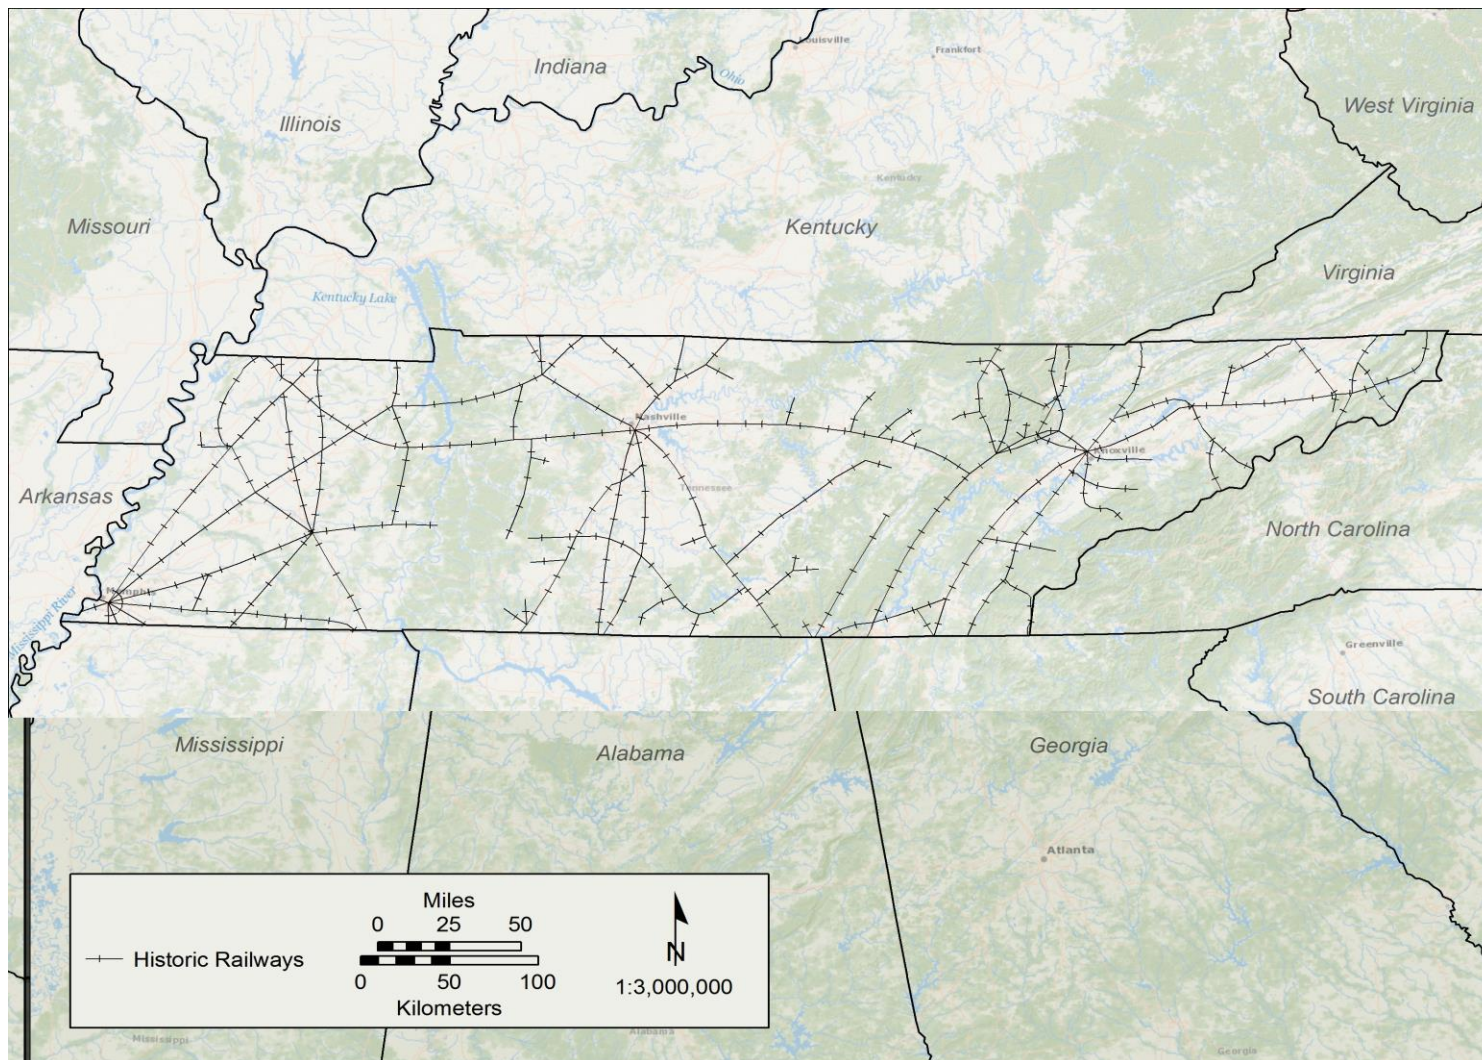 Louisville
Frankfort
Indiana
Ohio
West Virginia
Illinois
Kentucky
Missouri
Kentucky
Virginia
Kentucky Lake
Nashville
Knoxville
Tennessee
Arkansas
North Carolina
Memphis
Mississippi River
Greenville
South Carolina
Mississippi
Alabama
Georgia
Atlanta
Miles
0 25 50
Historic Railways
0 50 100
Kilometers
N
1:3,000,000
Mississippi
Alabama
Georgia